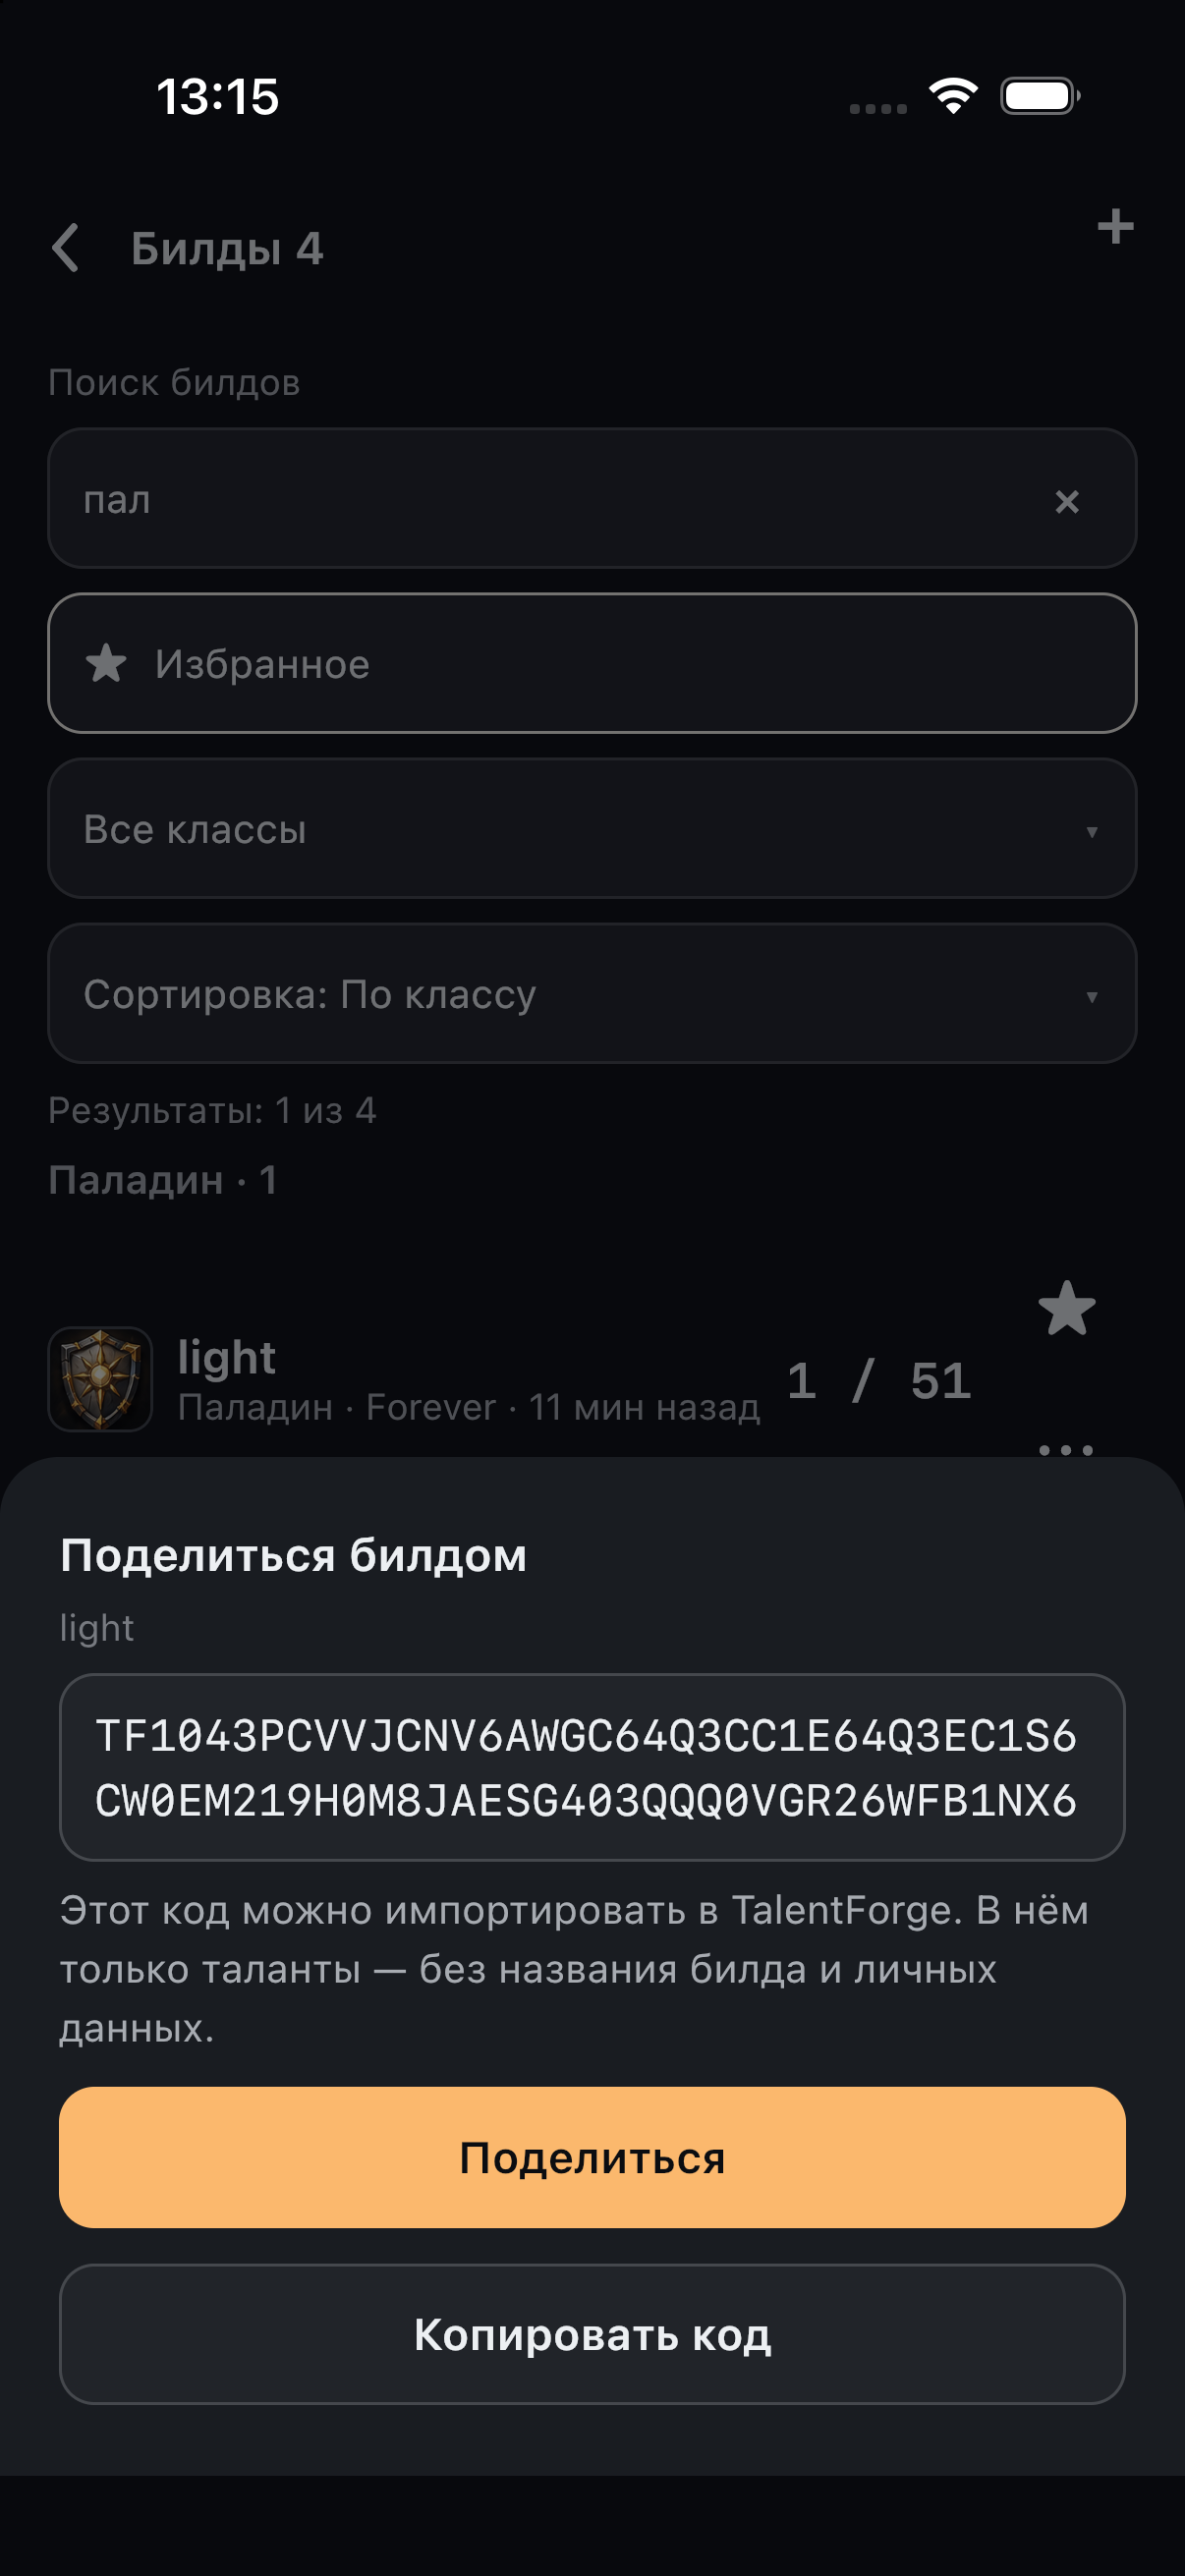 13:15
Билды 4
+
Поиск билдов
пал
×
★ Избранное
Все классы
Сортировка: По классу
Результаты: 1 из 4
Паладин · 1
light
Паладин · Forever · 11 мин назад
1 / 51
Поделиться билдом
light
TF1043PCVVJCNV6AWGC64Q3CC1E64Q3EC1S6
CW0EM219H0M8JAESG403QQQ0VGR26WFB1NX6
Этот код можно импортировать в TalentForge. В нём
только таланты — без названия билда и личных
данных.
Поделиться
Копировать код